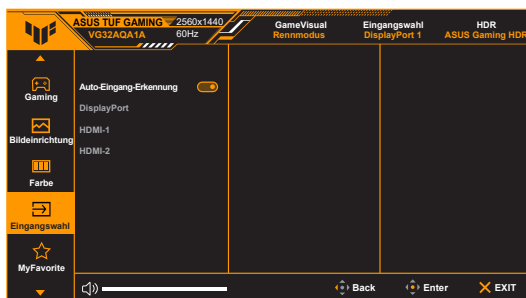 ASUS TUF GAMING 2560x1440
VG32AQA1A 60Hz
GameVisual
Rennmodus
Eingangswahl
DisplayPort 1
HDR
ASUS Gaming HDR
Gaming
Bildeinrichtung
Farbe
Eingangswahl
MyFavorite
Auto-Eingang-Erkennung
DisplayPort
HDMI-1
HDMI-2
Back
Enter
EXIT